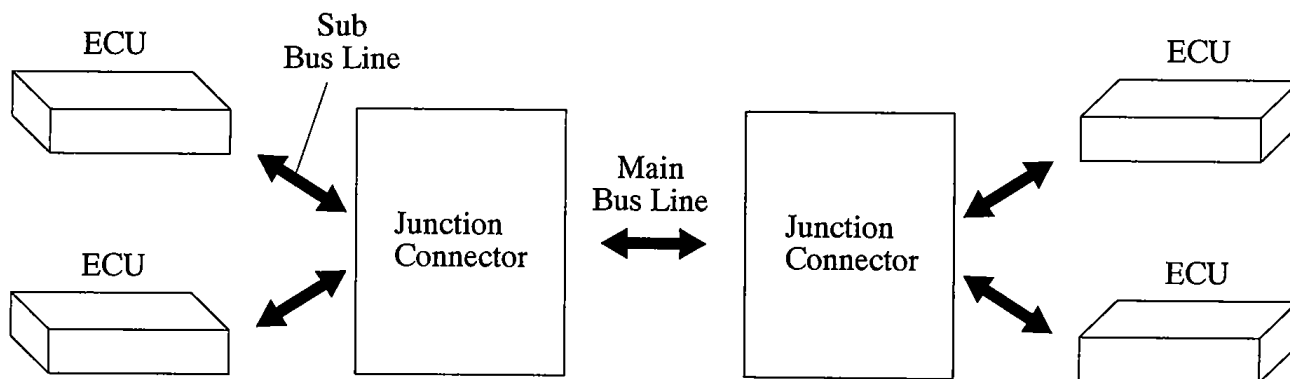 ECU
Sub
Bus Line
ECU
Main
Bus Line
Junction
Connector
Junction
Connector
ECU
ECU